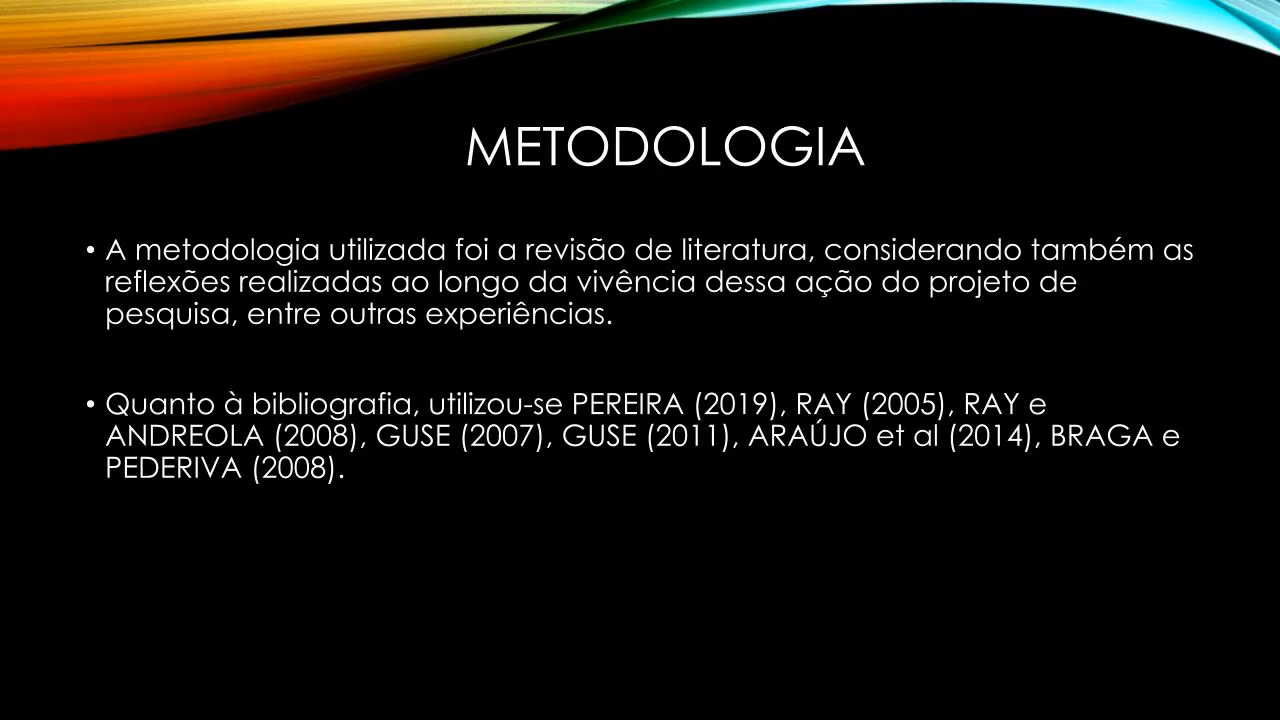 METODOLOGIA
• A metodologia utilizada foi a revisão de literatura, considerando também as
reflexões realizadas ao longo da vivência dessa ação do projeto de
pesquisa, entre outras experiências.
• Quanto à bibliografia, utilizou-se PEREIRA (2019), RAY (2005), RAY e
ANDREOLA (2008), GUSE (2007), GUSE (2011), ARAÚJO et al (2014), BRAGA e
PEDERIVA (2008).